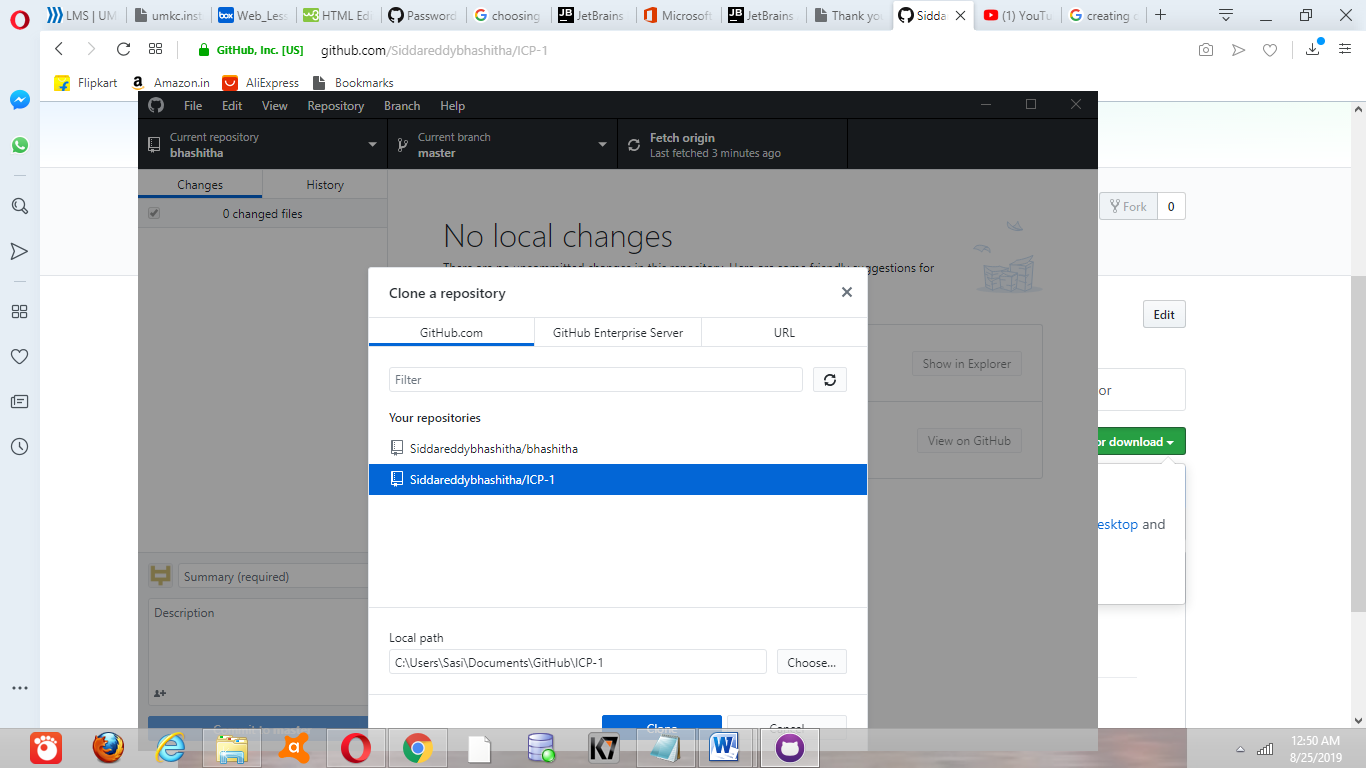 LMS | UM
umkc.inst
Web_Less
HTML Edi
Password
choosing
JetBrains
Microsoft
JetBrains
Thank you
Sidda
(1) YouTu
creating
GitHub, Inc. [US]
github.com/Siddareddybhashitha/ICP-1
Flipkart
Amazon.in
AliExpress
Bookmarks
File Edit View Repository Branch Help
Current repository
bhashitha
Current branch
master
Fetch origin
Last fetched 3 minutes ago
Changes
History
0 changed files
No local changes
There are no uncommitted changes in this repository. Here are some friendly suggestions for
Fork
0
Edit
Clone a repository
GitHub.com
GitHub Enterprise Server
URL
Filter
Show in Explorer
or
Your repositories
Siddareddybhashitha/bhashitha
View on GitHub
or download
Siddareddybhashitha/ICP-1
esktop and
Summary (required)
Description
Local path
C:\Users\Sasi\Documents\GitHub\ICP-1
Choose...
Commit to master
Clone
Cancel
12:50 AM
8/25/2019